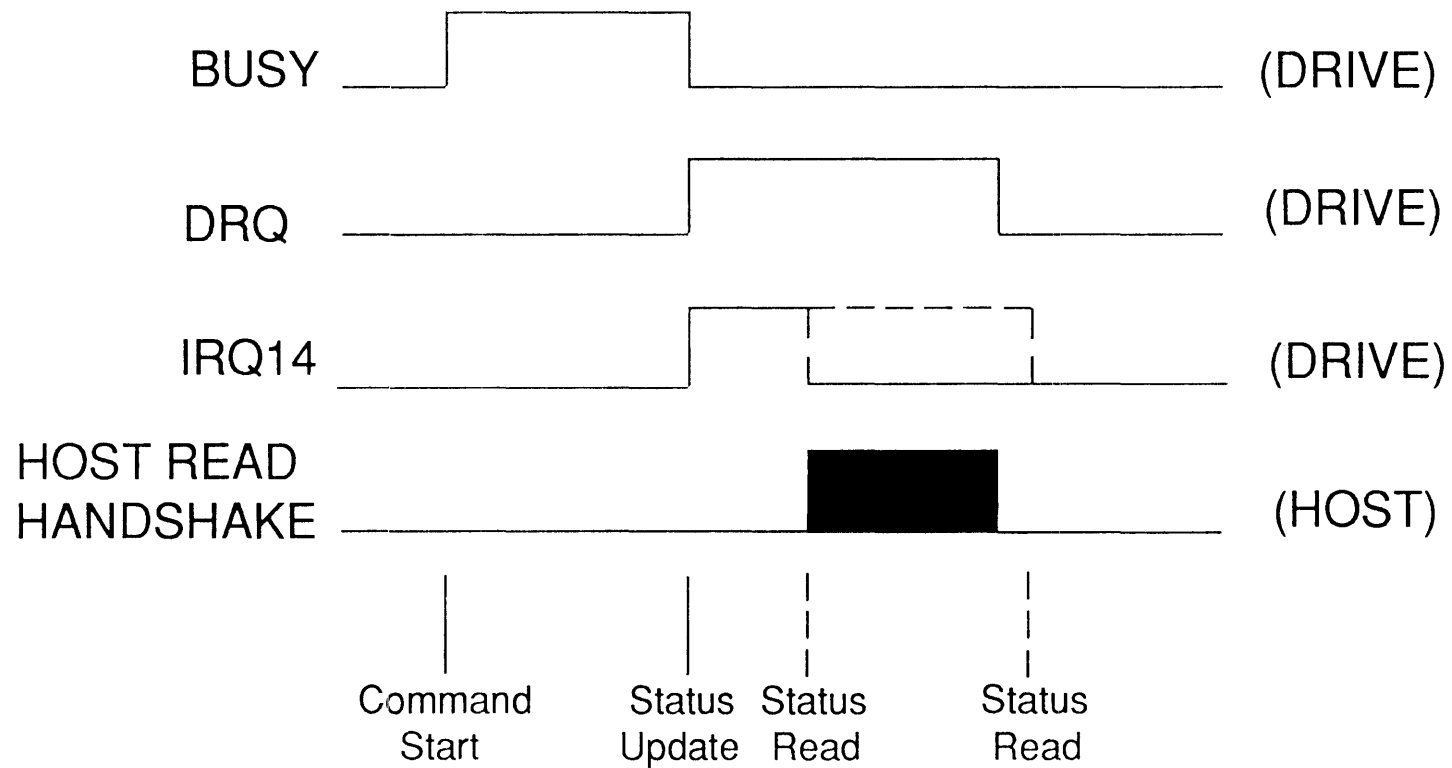 BUSY (DRIVE)
DRQ (DRIVE)
IRQ14 (DRIVE)
HOST READ
HANDSHAKE (HOST)
Command
Start
Status
Update
Status
Read
Status
Read